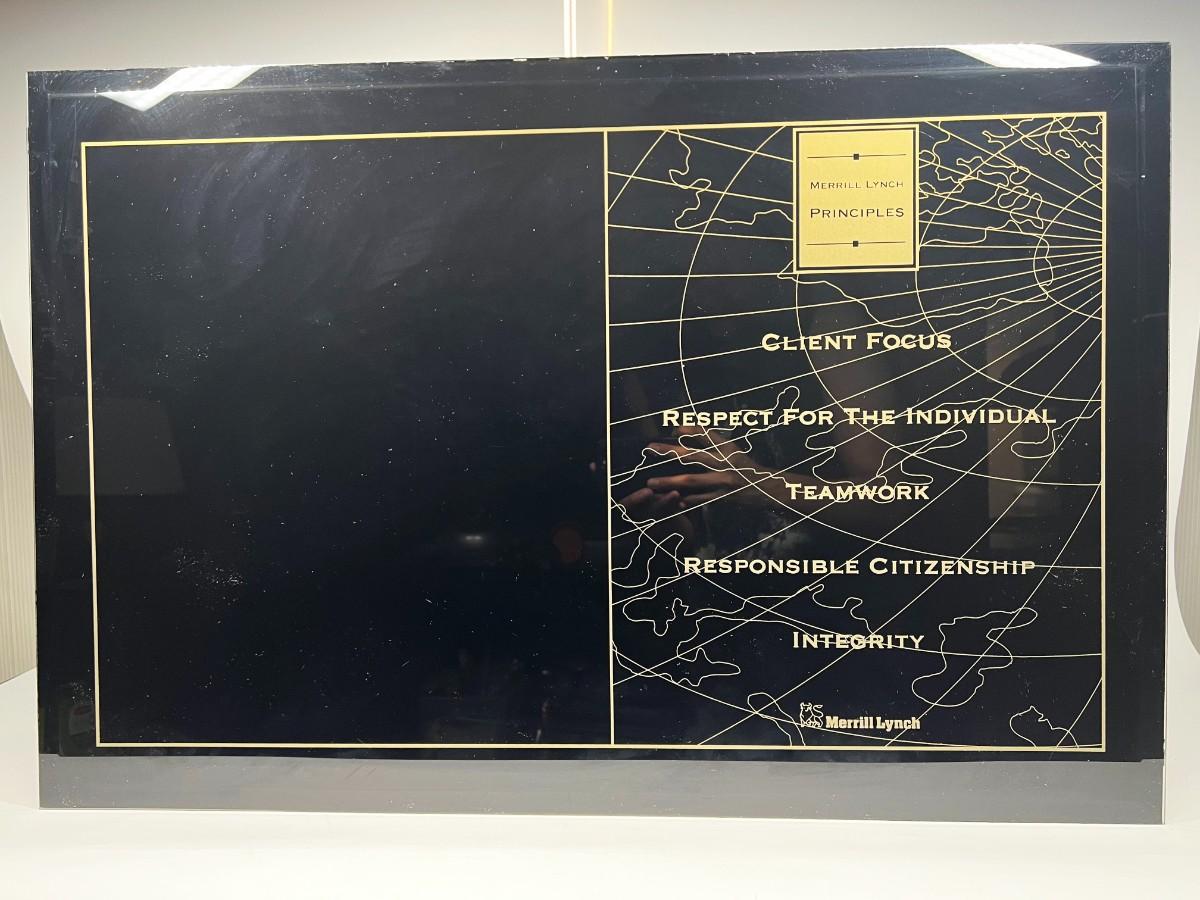 Merrill Lynch
Principles
Client Focus
Respect For The Individual
Teamwork
Responsible Citizenship
Integrity
Merrill Lynch